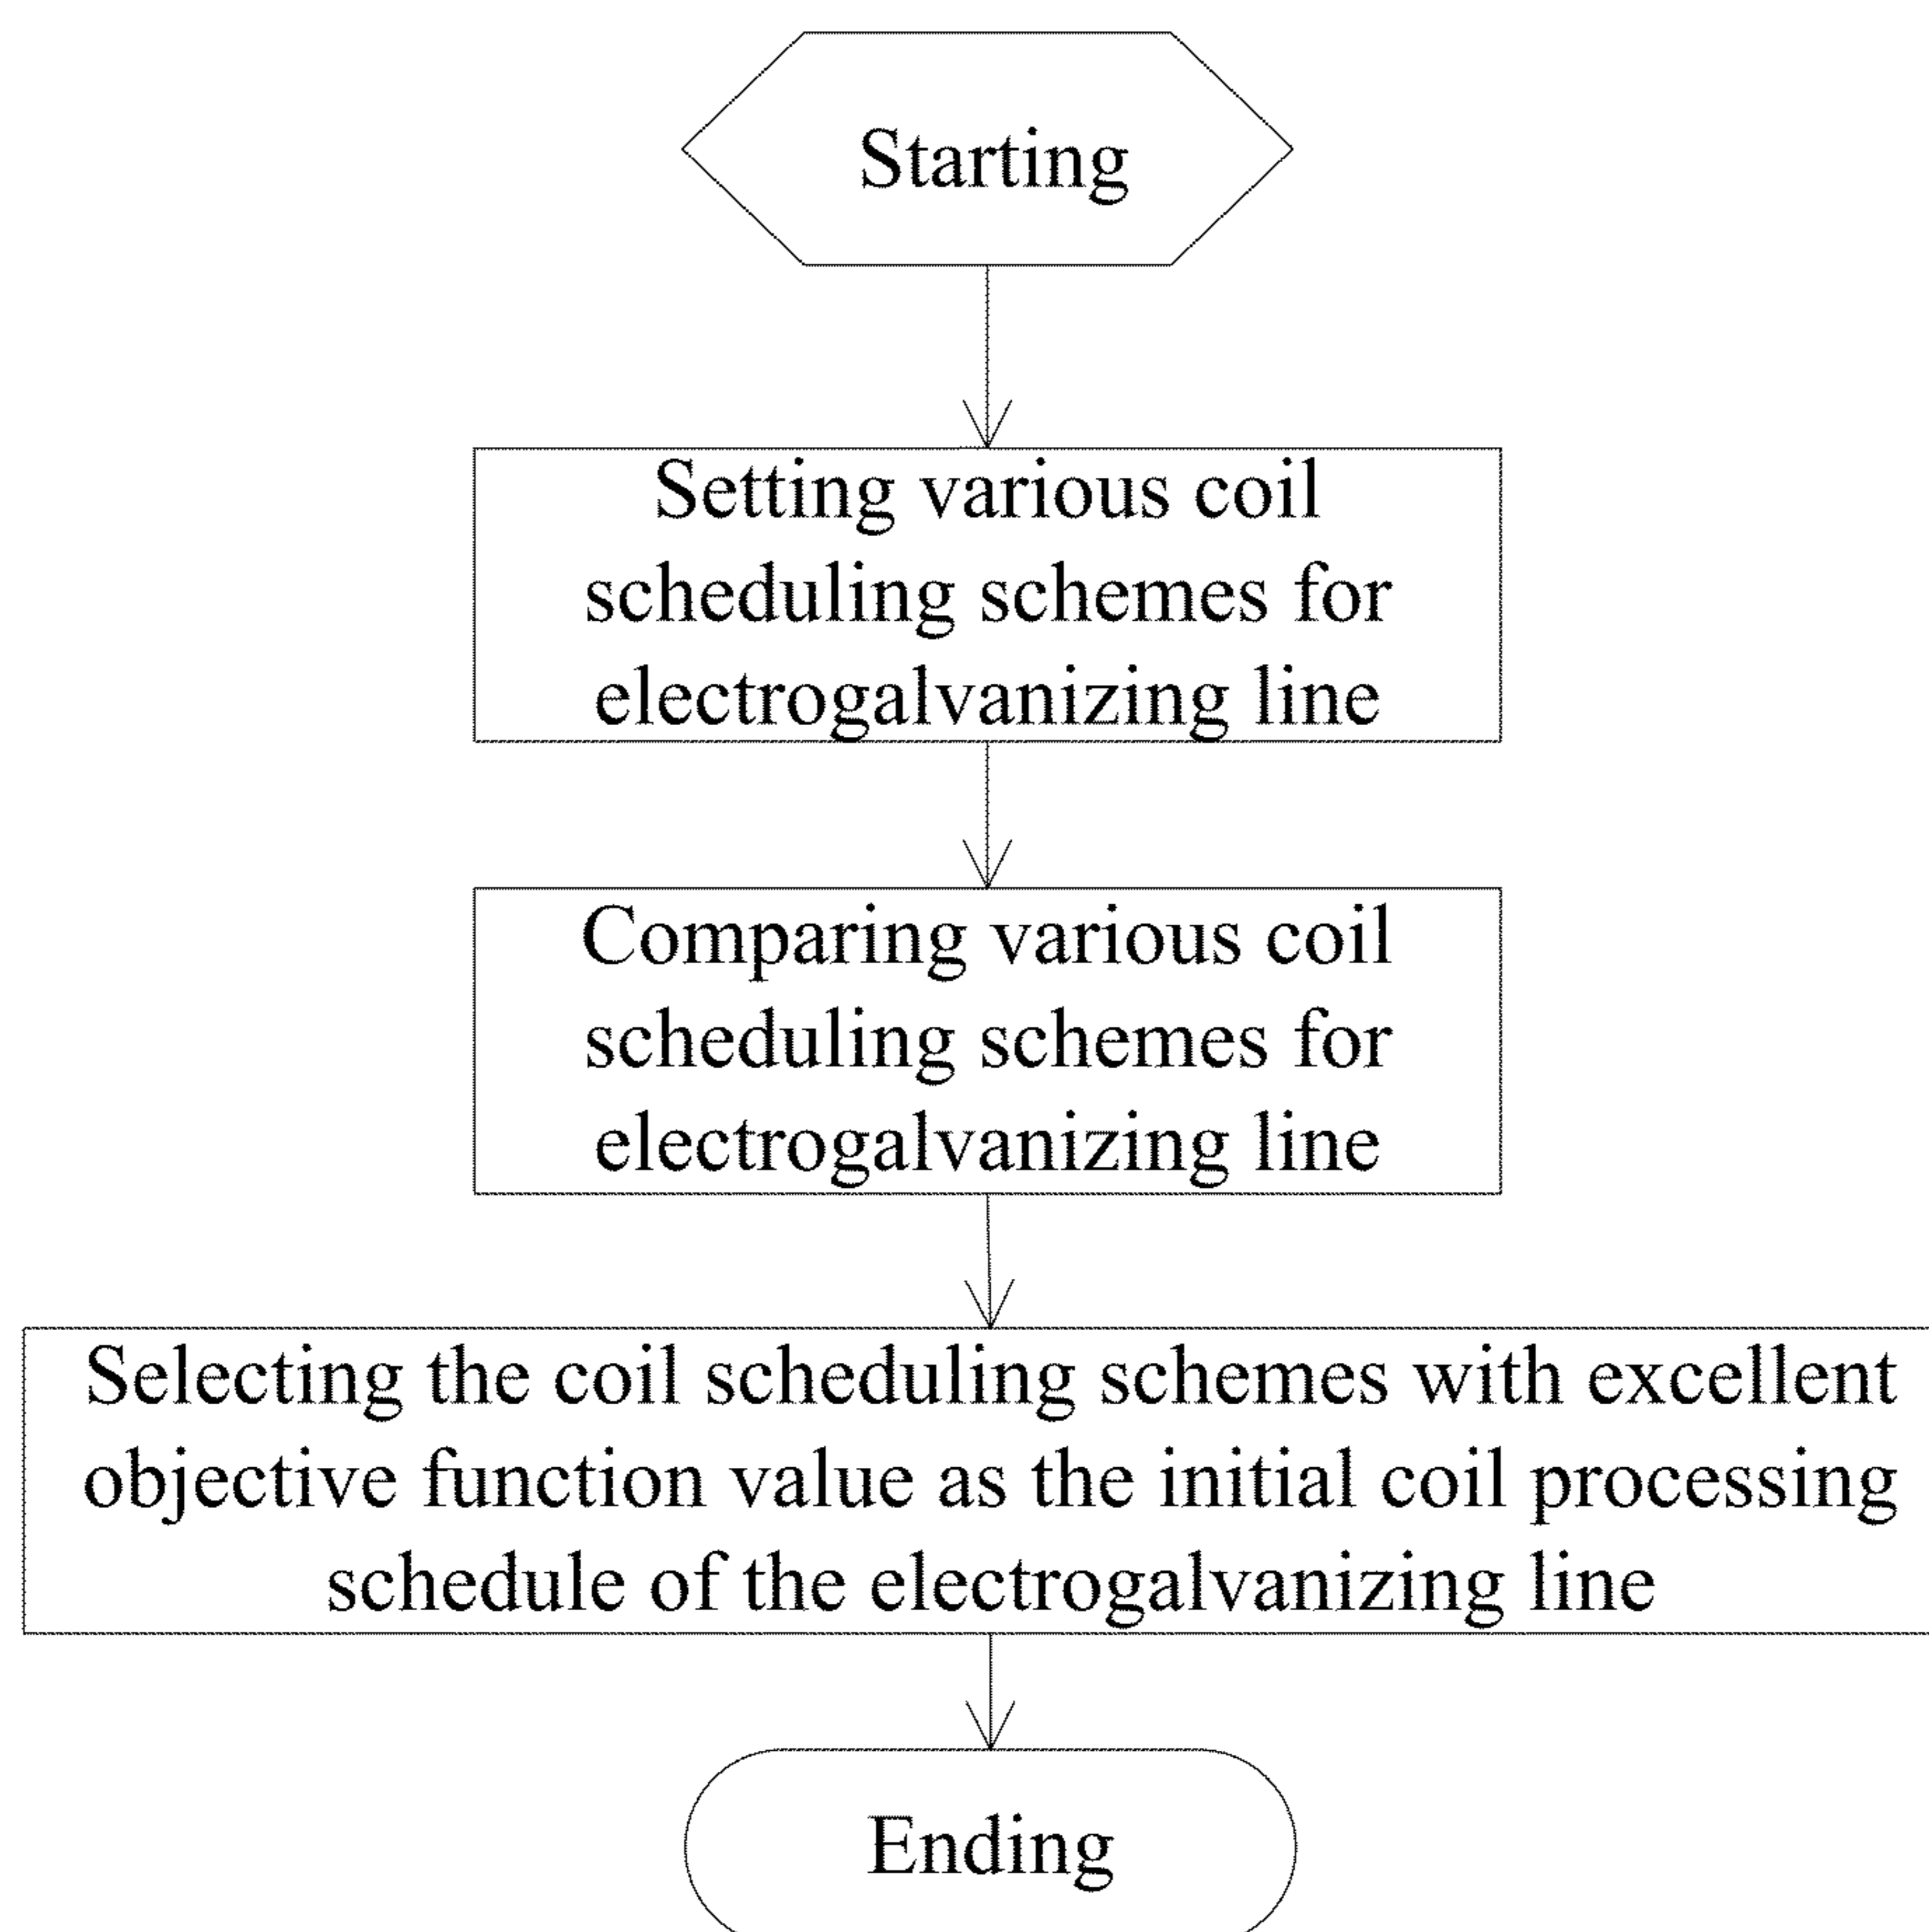 Starting
Setting various coil
scheduling schemes for
electrogalvanizing line
Comparing various coil
scheduling schemes for
electrogalvanizing line
Selecting the coil scheduling schemes with excellent
objective function value as the initial coil processing
schedule of the electrogalvanizing line
Ending